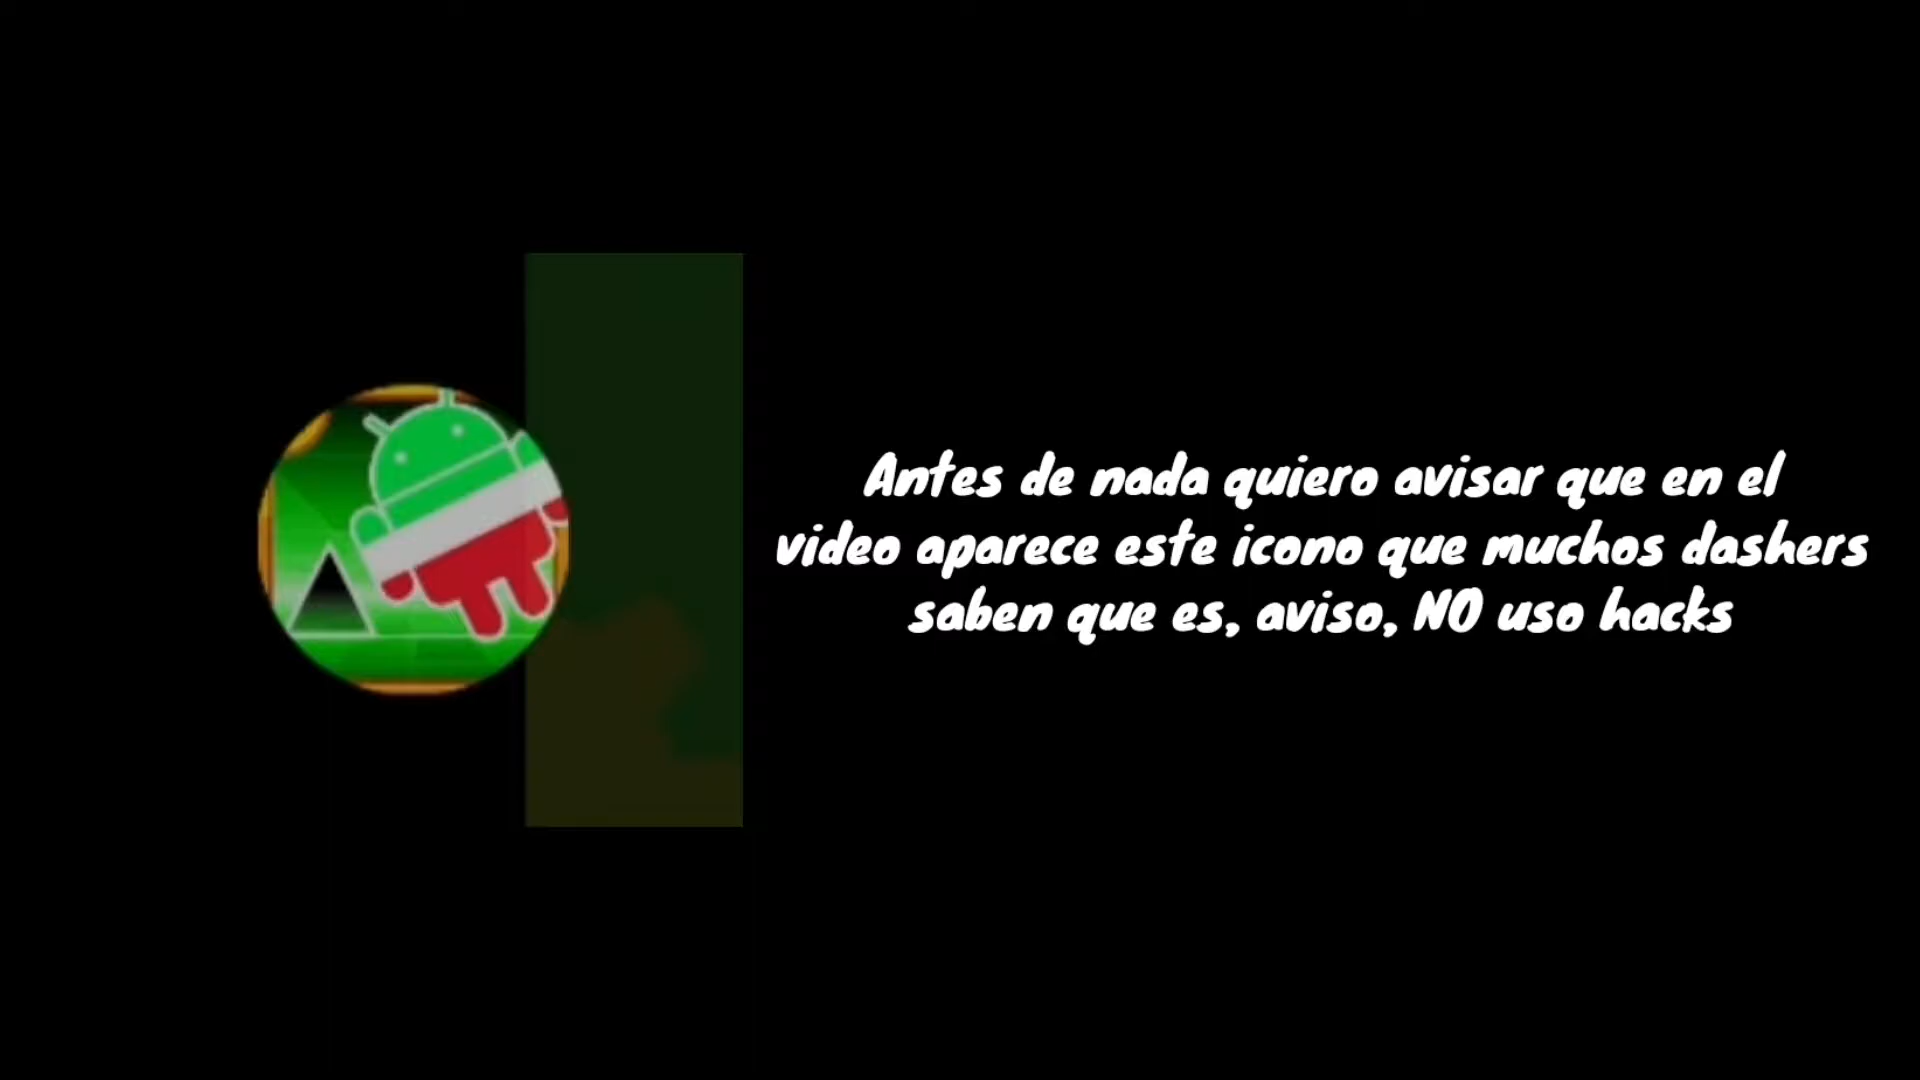 Antes de nada quiero avisar que en el
video aparece este icono que muchos dashers
saben que es, aviso, NO uso hacks